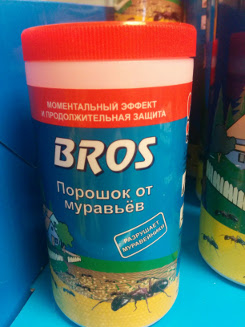 МОМЕНТАЛЬНЫЙ ЭФФЕКТ
И ПРОДОЛЖИТЕЛЬНАЯ ЗАЩИТА
BROS
Порошок от
муравьёв
РАЗРУШАЕТ
МУРАВЕЙНИКИ